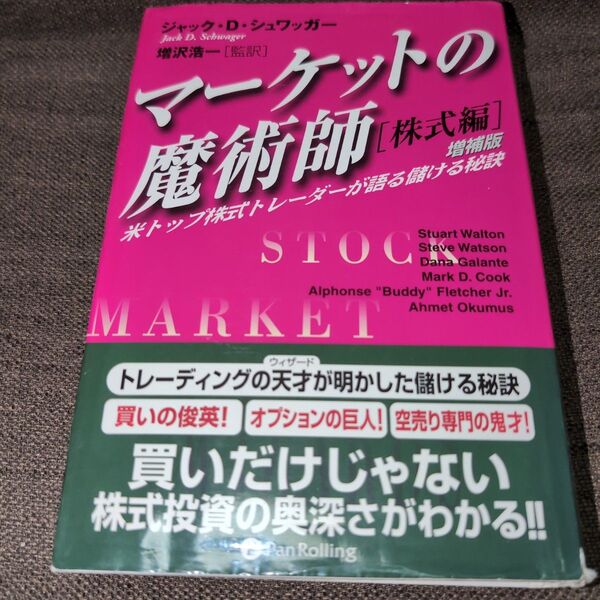 ジャック・D・シュワッガー
Jack D. Schwager
増沢浩一[監訳]
マーケットの
魔術師[株式編]
増補版
米トップ株式トレーダーが語る儲ける秘訣
STOCK
Stuart Walton
Steve Watson
Dana Galante
Mark D. Cook
Alphonse "Buddy" Fletcher Jr.
Ahmet Okumus
MARKET
ウィザード
トレーディングの天才が明かした儲ける秘訣
買いの俊英!
オプションの巨人!
空売り専門の鬼才!
買いだけじゃない
株式投資の奥深さがわかる!!
Pan Rolling